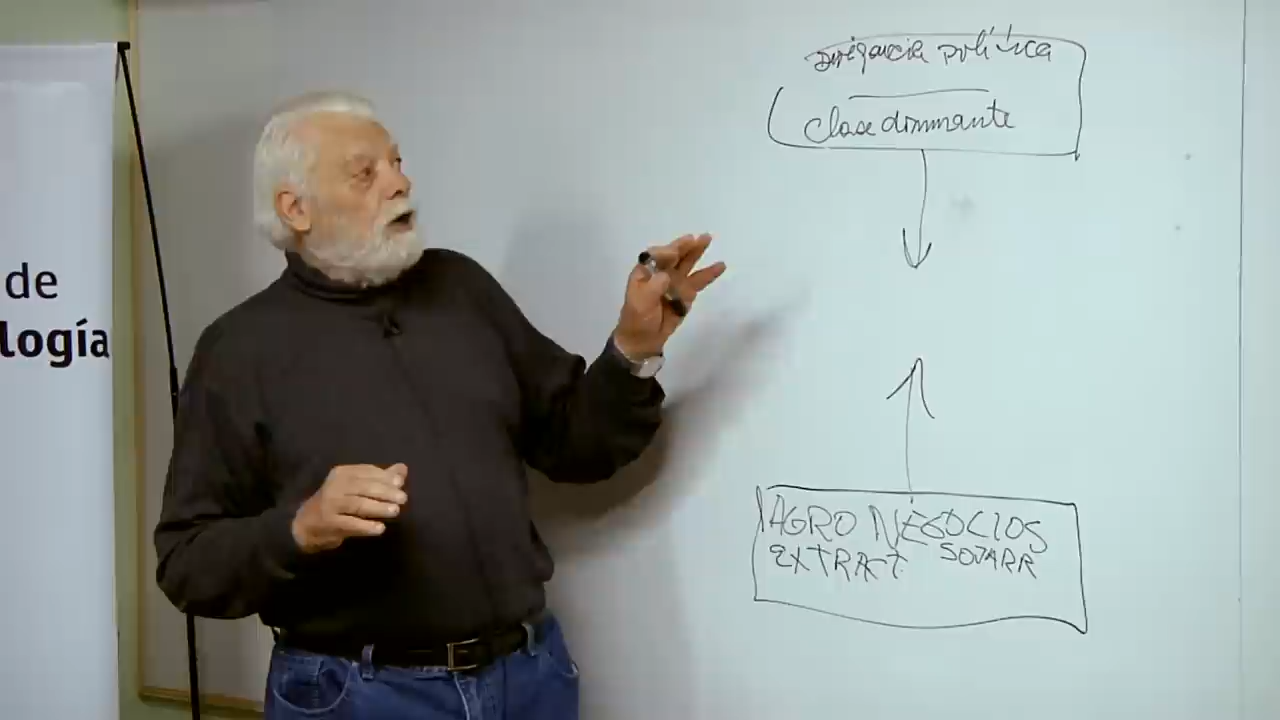 de
logía
Dirigencia política
clase dominante
AGRO NEGOCIOS
EXTRACT. SOJARR